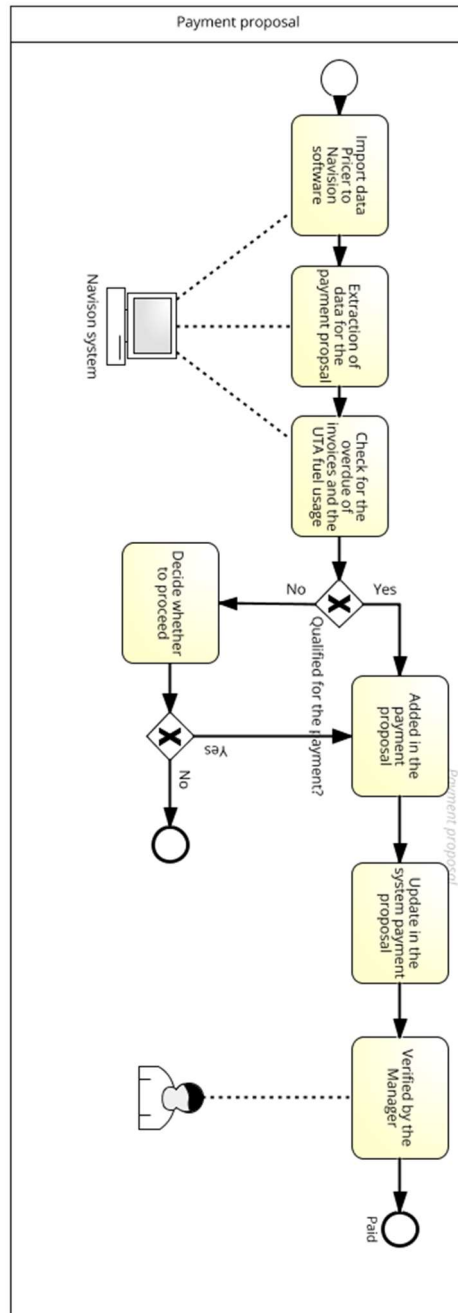 Payment proposal
Import data
Pricer to
Navision
software
Extraction of
data for the
payment propsal
Navison system
Check for the
overdue of
invoices and the
UTA fuel usage
No
Yes
Qualified for the payment?
Decide whether
to proceed
Yes
No
Added in the
payment
proposal
Payment proposal
Update in the
system payment
proposal
Verified by the
Manager
Paid